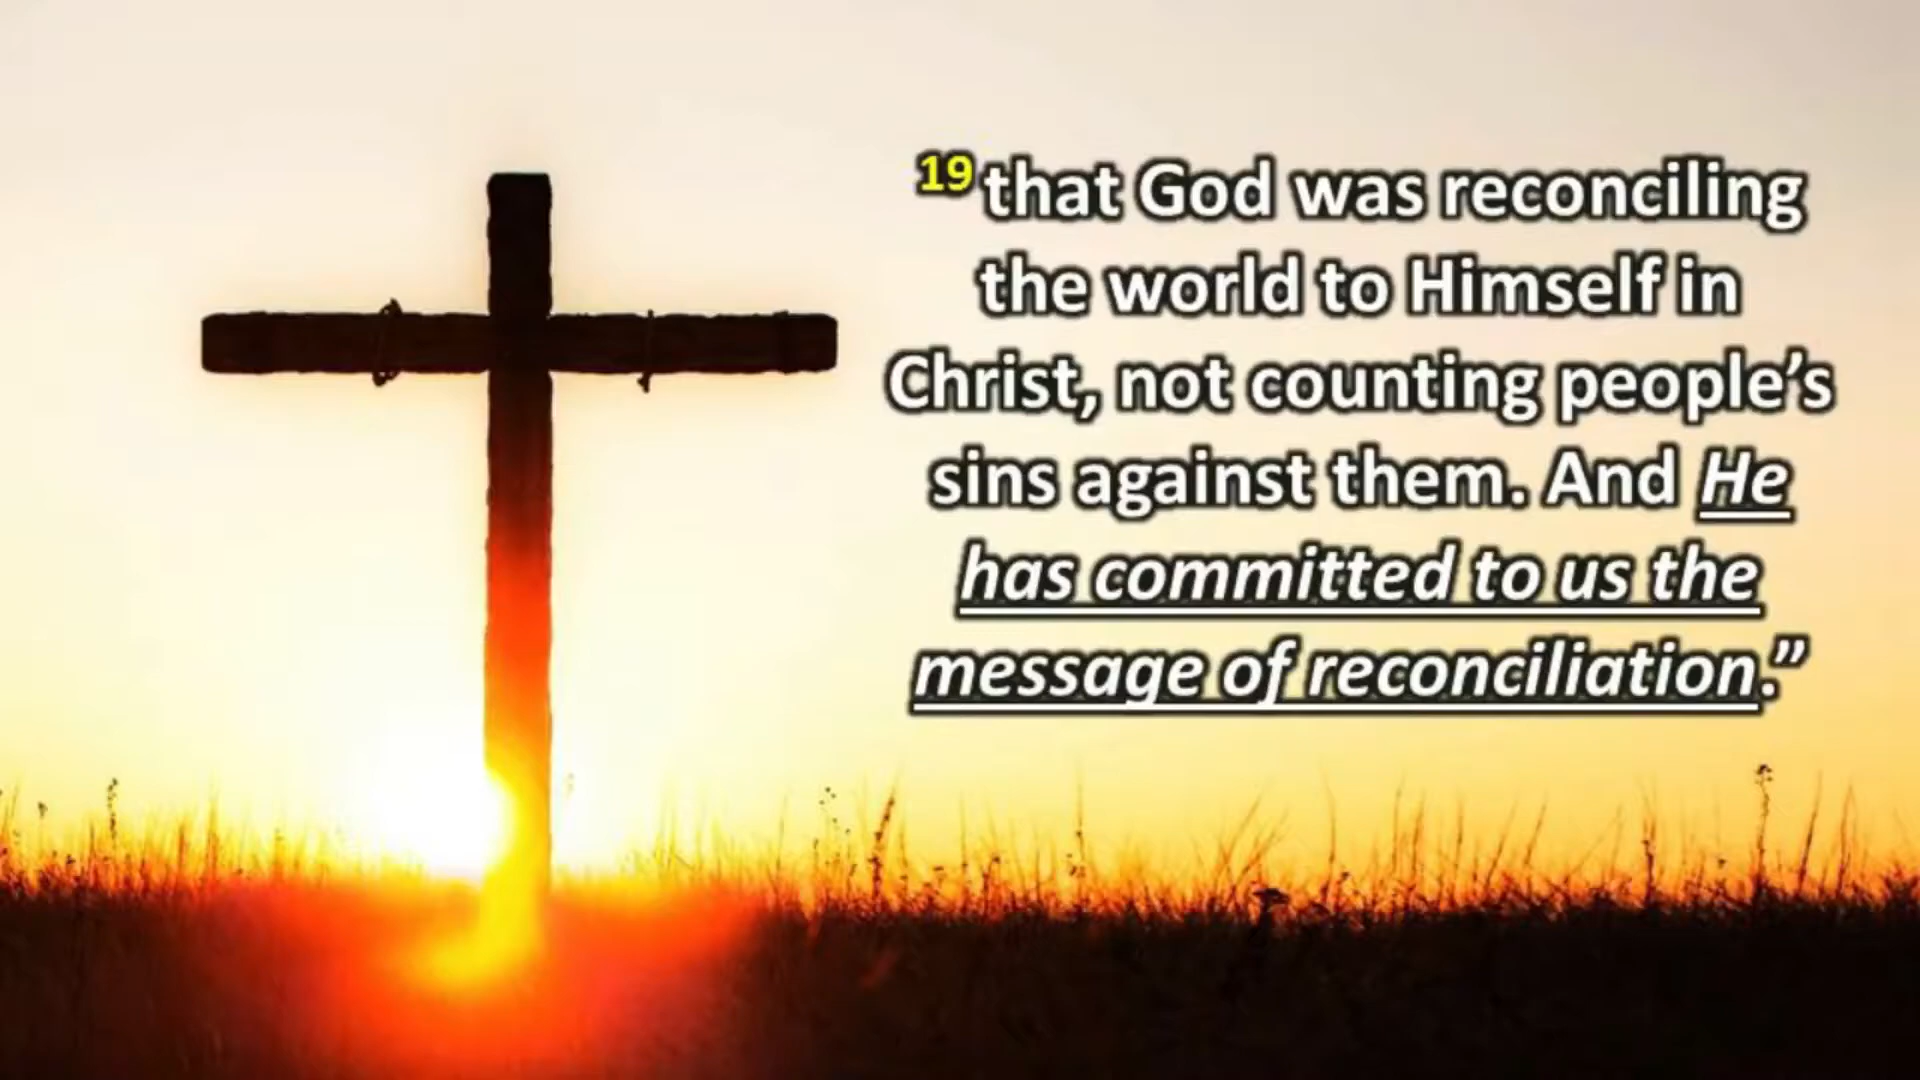 19 that God was reconciling
the world to Himself in
Christ, not counting people’s
sins against them. And He
has committed to us the
message of reconciliation.”